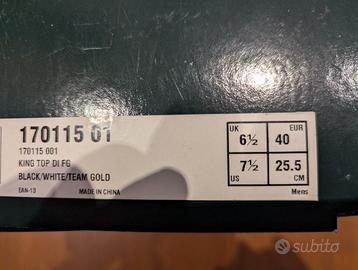 170115 01
170115 001
KING TOP DI FG
BLACK/WHITE/TEAM GOLD
EAN-13 MADE IN CHINA
UK 6½ 40 EUR
7½ 25.5
US CM
Mens
subito